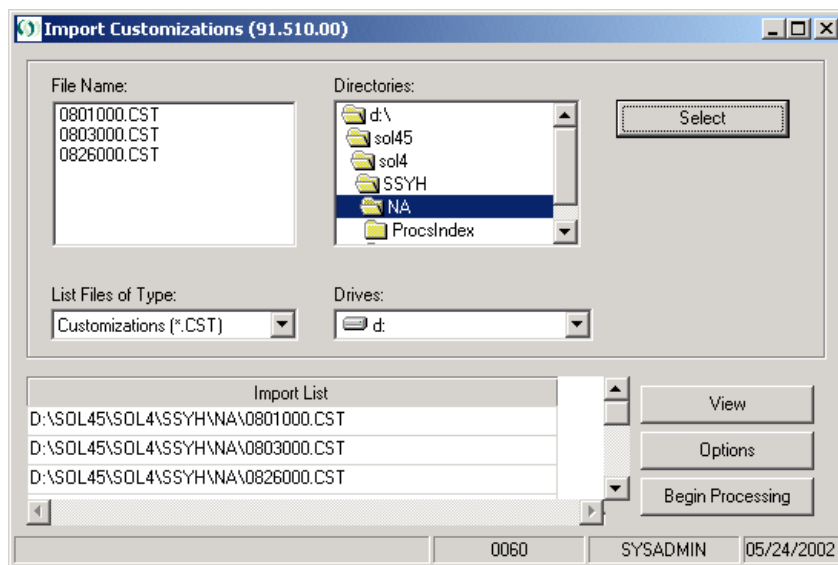 Import Customizations (91.510.00)
File Name:
0801000.CST
0803000.CST
0826000.CST
Directories:
d:\
sol45
sol4
SSYH
NA
ProcsIndex
Select
List Files of Type:
Customizations (*.CST)
Drives:
d:
Import List
D:\SOL45\SOL4\SSYH\NA\0801000.CST
D:\SOL45\SOL4\SSYH\NA\0803000.CST
D:\SOL45\SOL4\SSYH\NA\0826000.CST
View
Options
Begin Processing
0060 SYSADMIN 05/24/2002